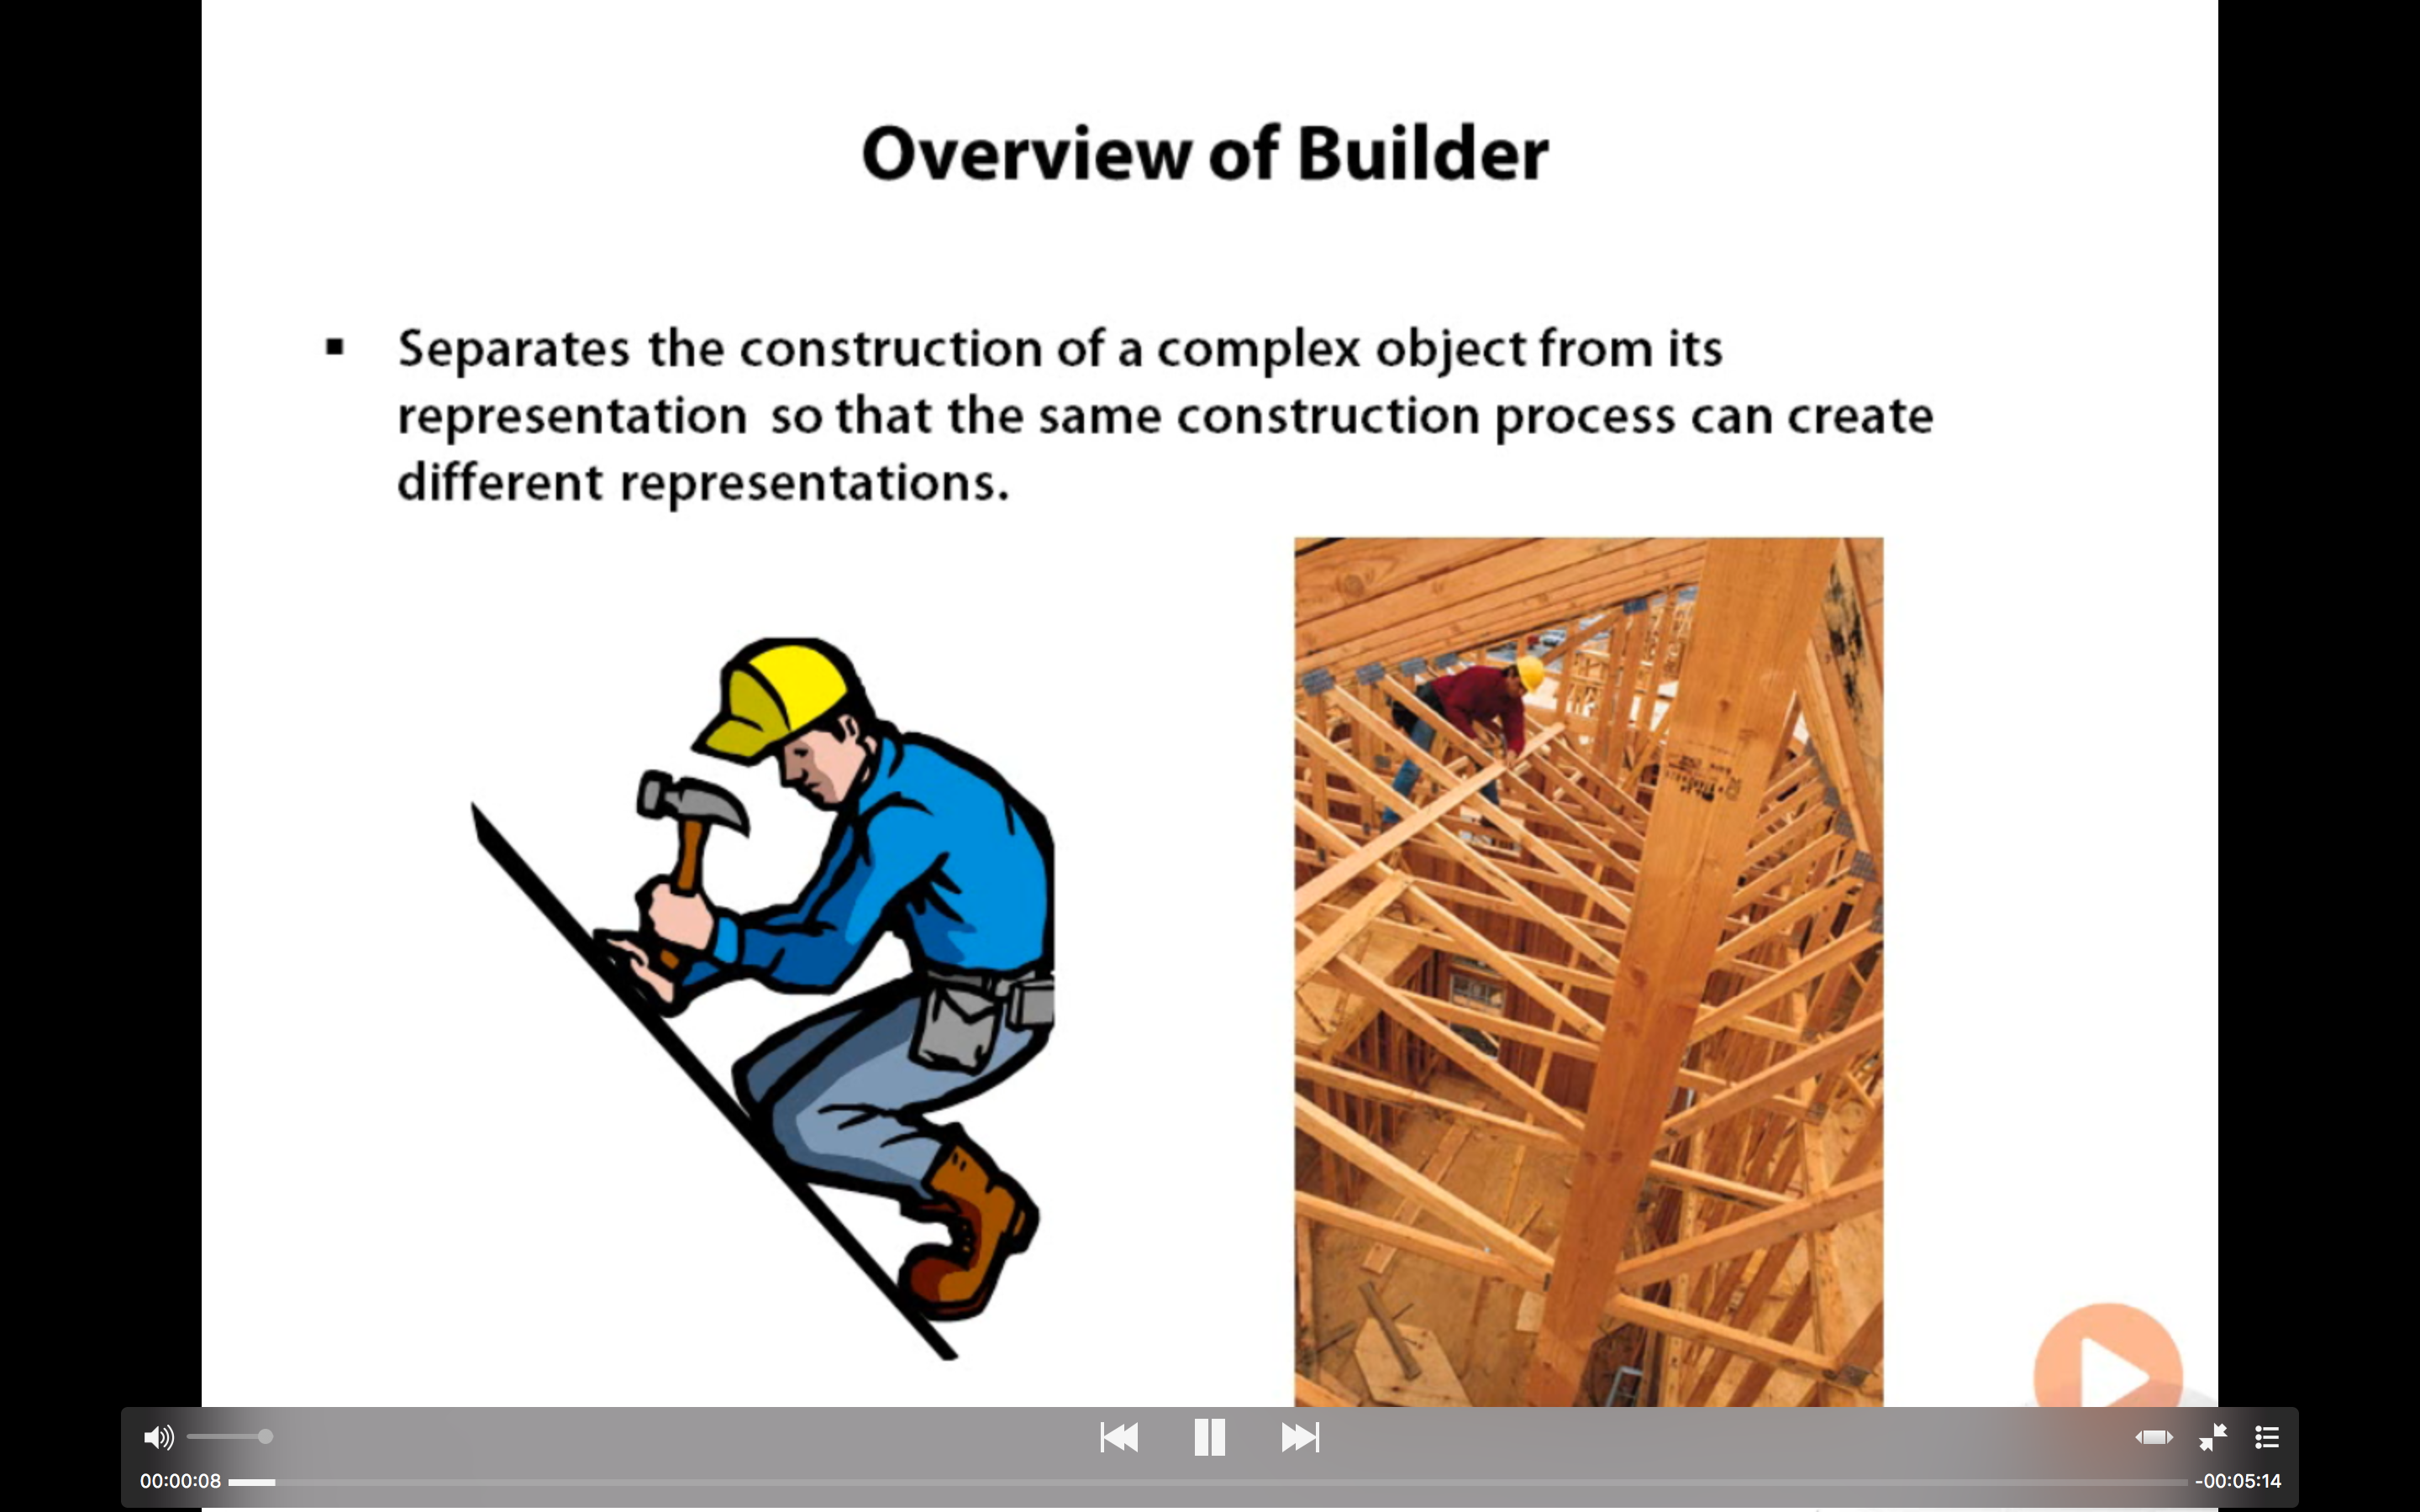 Overview of Builder
▪ Separates the construction of a complex object from its
representation so that the same construction process can create
different representations.
00:00:08
-00:05:14